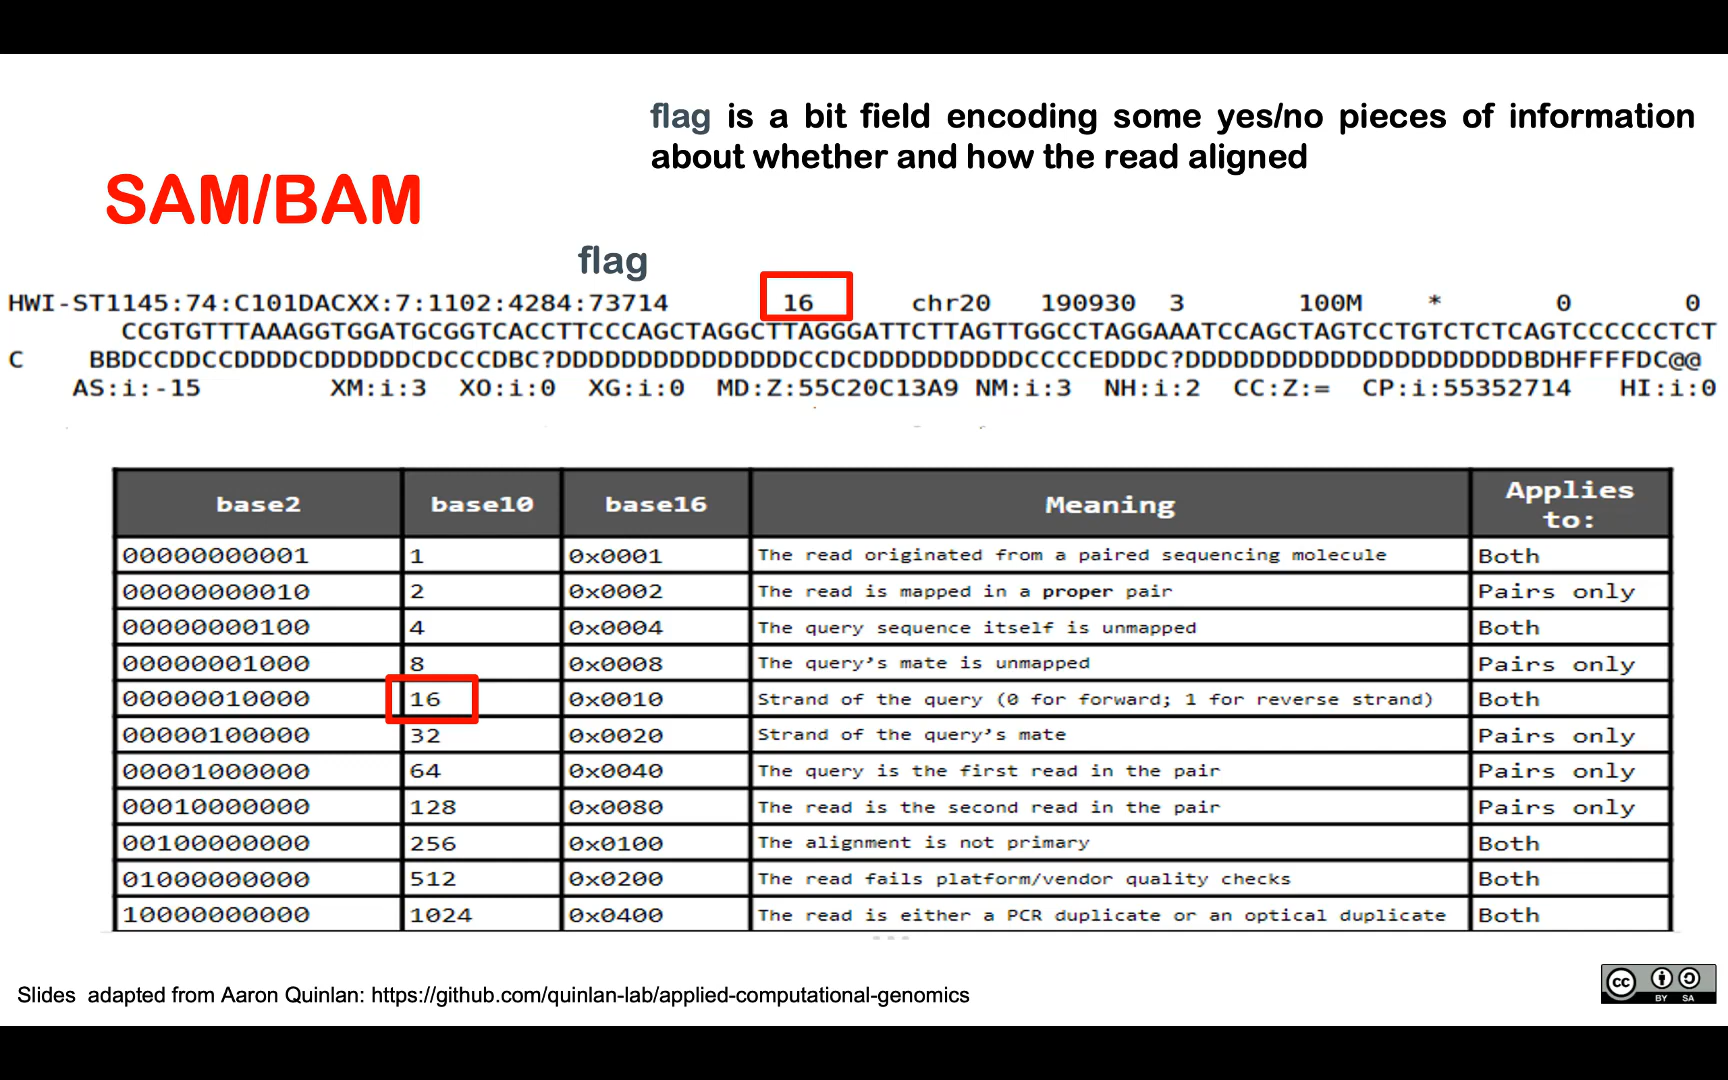 flag is a bit field encoding some yes/no pieces of information
about whether and how the read aligned
SAM/BAM
flag
HWI-ST1145:74:C101DACXX:7:1102:4284:73714 16 chr20 190930 3 100M * 0 0
CCGTGTTTAAAGGTGGATGCGGTCACCTTCCCAGCTAGGCTTAGGGATTCTTAGTTGGCCTAGGAAATCCAGCTAGTCCTGTCTCTCAGTCCCCCCTCT
C BBDCCDDCCDDDDCDDDDDDCDCCCDBC?DDDDDDDDDDDDDDDCCDCDDDDDDDDDDCCCCEDDDC?DDDDDDDDDDDDDDDDDDDDDBDHFFFFDC@@
AS:i:-15 XM:i:3 XO:i:0 XG:i:0 MD:Z:55C20C13A9 NM:i:3 NH:i:2 CC:Z:= CP:i:55352714 HI:i:0
base2 base10 base16 Meaning Applies to:
00000000001 1 0x0001 The read originated from a paired sequencing molecule Both
00000000010 2 0x0002 The read is mapped in a proper pair Pairs only
00000000100 4 0x0004 The query sequence itself is unmapped Both
00000001000 8 0x0008 The query's mate is unmapped Pairs only
00000010000 16 0x0010 Strand of the query (0 for forward; 1 for reverse strand) Both
00000100000 32 0x0020 Strand of the query's mate Pairs only
00001000000 64 0x0040 The query is the first read in the pair Pairs only
00010000000 128 0x0080 The read is the second read in the pair Pairs only
00100000000 256 0x0100 The alignment is not primary Both
01000000000 512 0x0200 The read fails platform/vendor quality checks Both
10000000000 1024 0x0400 The read is either a PCR duplicate or an optical duplicate Both
Slides adapted from Aaron Quinlan: https://github.com/quinlan-lab/applied-computational-genomics
cc BY SA